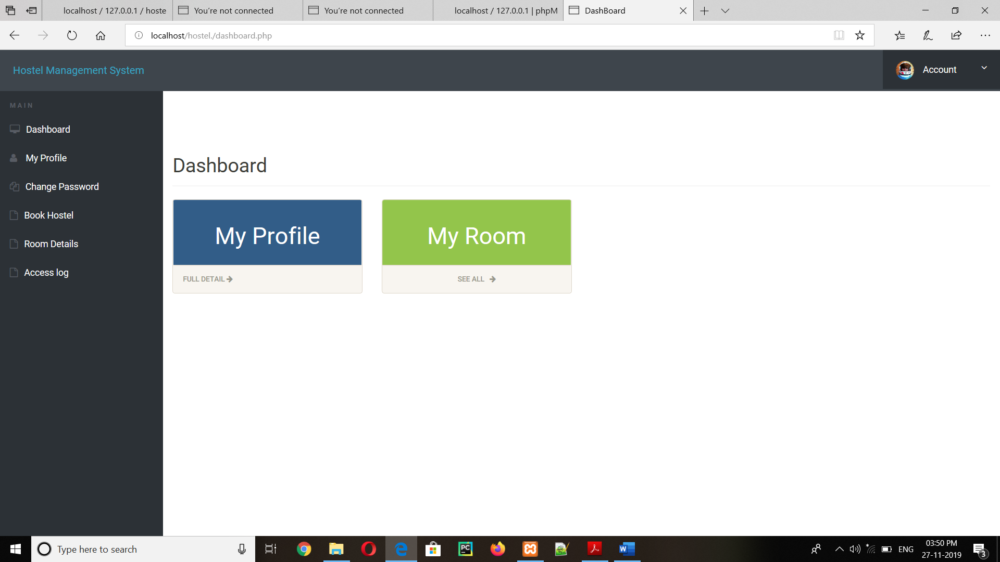 localhost / 127.0.0.1 / hoste
You're not connected
You're not connected
localhost / 127.0.0.1 | phpM
DashBoard
localhost/hostel./dashboard.php
Hostel Management System
Account
MAIN
Dashboard
My Profile
Change Password
Book Hostel
Room Details
Access log
Dashboard
My Profile
FULL DETAIL
My Room
SEE ALL
Type here to search
PC
W
ENG
03:50 PM
27-11-2019
3